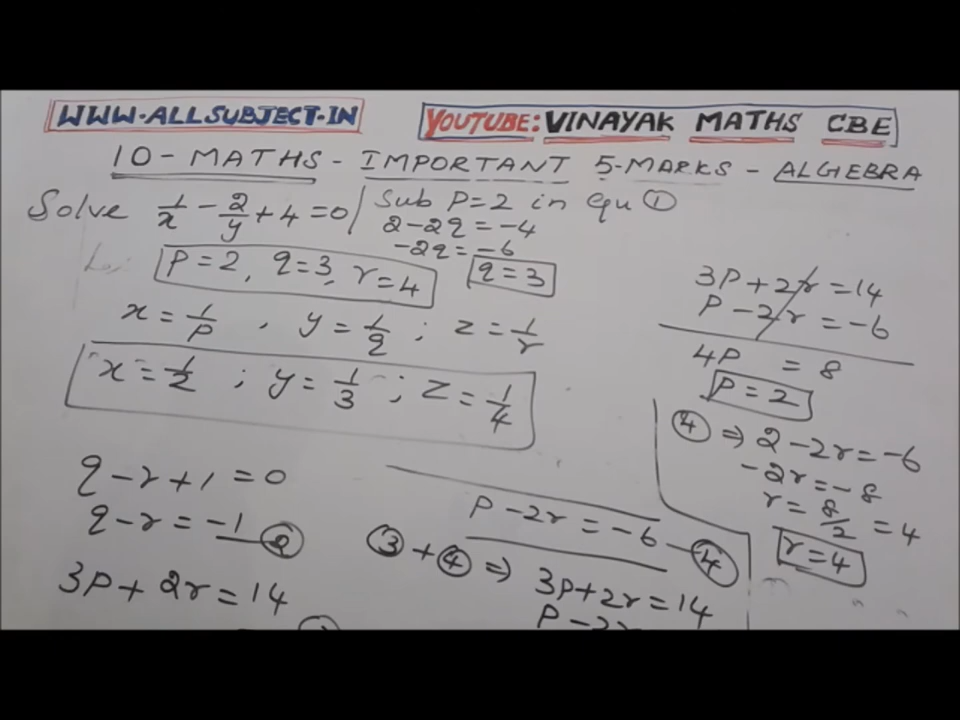 WWW-ALLSUBJECT-IN
YOUTUBE: VINAYAK MATHS CBE
10 - MATHS - IMPORTANT 5-MARKS - ALGEBRA
Solve 1/x - 2/y + 4 = 0
Sub P=2 in equ ①
2 - 2q = -4
-2q = -6
q = 3
P = 2, q = 3, r = 4
x = 1/P , y = 1/q ; z = 1/r
x = 1/2 ; y = 1/3 ; z = 1/4
q - r + 1 = 0
q - r = -1 ②
3P + 2r = 14
P - 2r = -6 — ④
③ + ④ ⇒ 3P + 2r = 14
3P + 2r = 14
P - 2r = -6
4P = 8
P = 2
④ ⇒ 2 - 2r = -6
-2r = -8
r = 8/2 = 4
r = 4